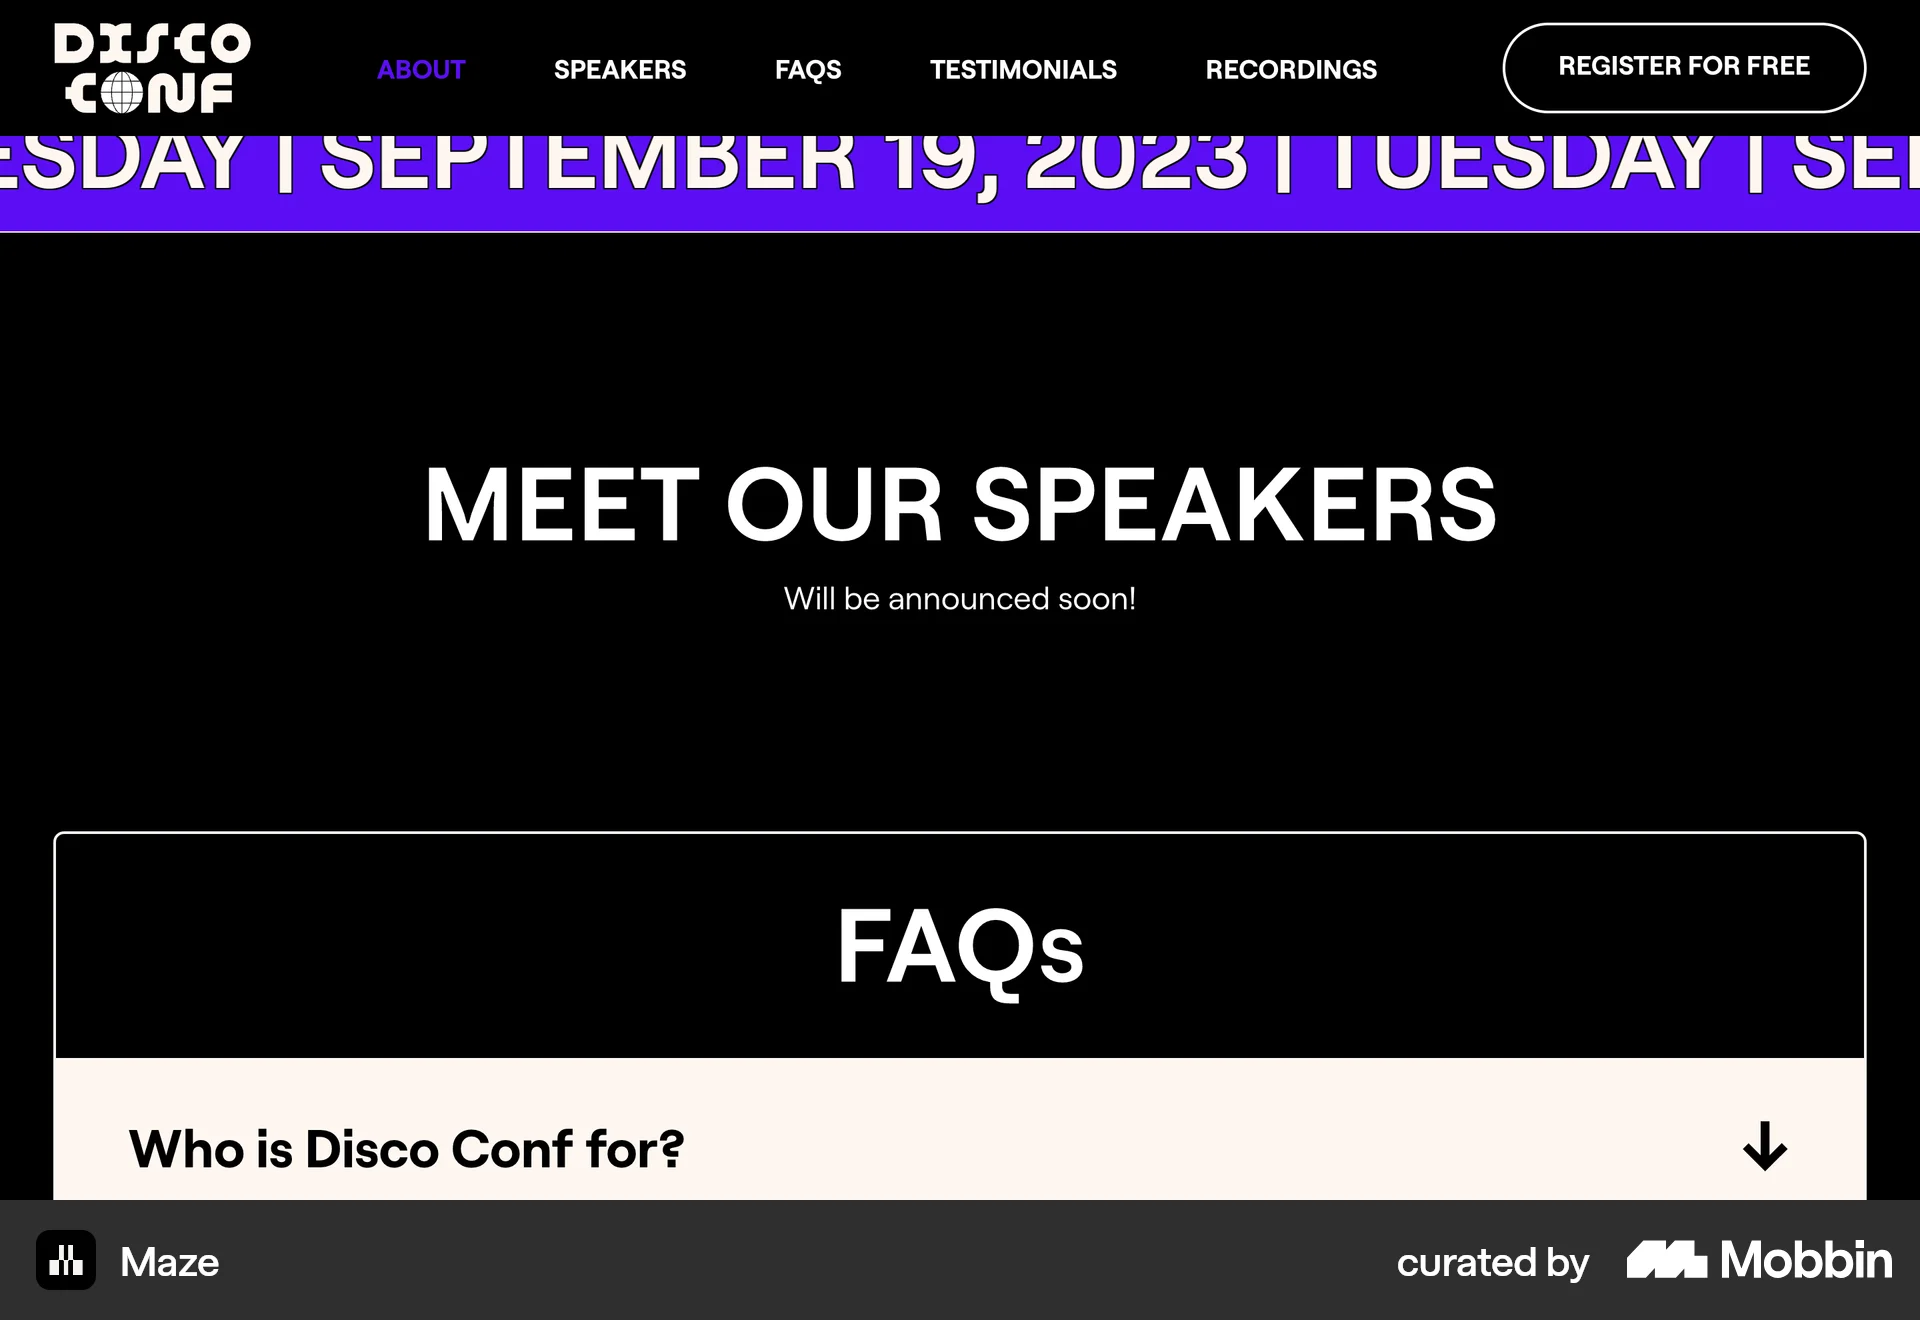 DISCO
CONF
ABOUT
SPEAKERS
FAQS
TESTIMONIALS
RECORDINGS
REGISTER FOR FREE
ESDAY | SEPTEMBER 19, 2023 | TUESDAY | SE
MEET OUR SPEAKERS
Will be announced soon!
FAQs
Who is Disco Conf for?
Maze
curated by Mobbin